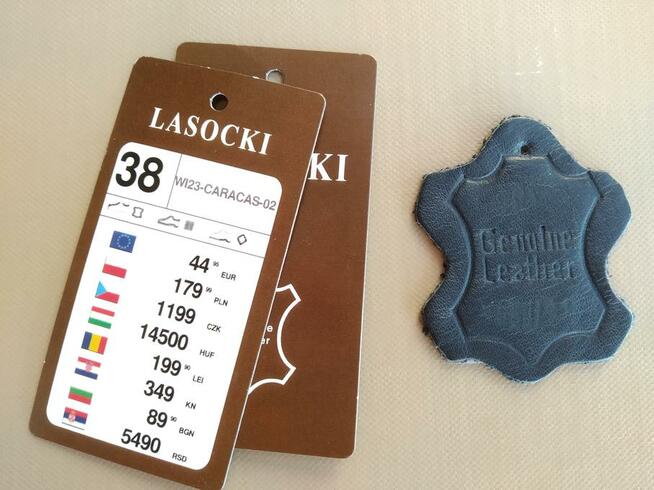 LASOCKI
38
WI23-CARACAS-02
44 95 EUR
179 99 PLN
1199 CZK
14500 HUF
199 90 LEI
349 KN
89 90 BGN
5490 RSD
KI
e
er
Genuine
Leather